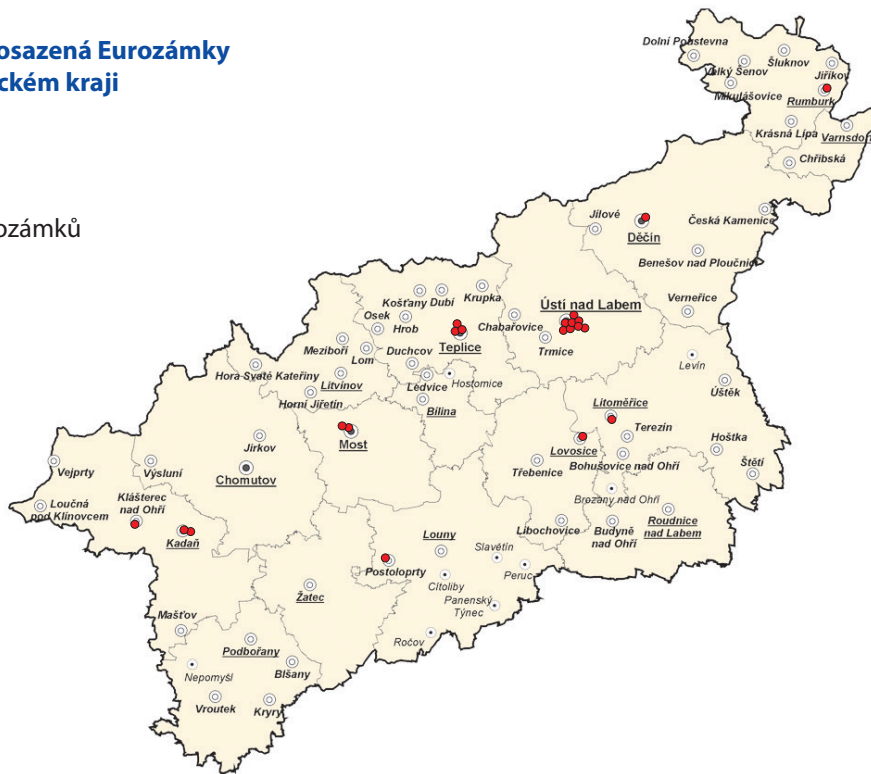 osazená Eurozámky
ckém kraji
ozámků
Dolní Poustevna
Šluknov
Velký Šenov
Jiříkov
Mikulášovice
Rumburk
Krásná Lípa
Varnsdorf
Chřibská
Jílové
Česká Kamenice
Děčín
Benešov nad Ploučnicí
Krupka
Košťany
Dubí
Ústí nad Labem
Verneřice
Osek
Hrob
Chabařovice
Teplice
Trmice
Meziboří
Lom
Duchcov
Levín
Hora Svaté Kateřiny
Litvínov
Ledvice
Hostomice
Úštěk
Horní Jiřetín
Bílina
Litoměřice
Terezín
Most
Jirkov
Lovosice
Hoštka
Vejprty
Výsluní
Chomutov
Třebenice
Bohušovice nad Ohří
Štětí
Klášterec
nad Ohří
Loučná
pod Klínovcem
Brozany nad Ohří
Kadaň
Libochovice
Budyně
nad Ohří
Roudnice
nad Labem
Louny
Slavětín
Postoloprty
Peruc
Cítoliby
Žatec
Panenský
Týnec
Mašťov
Ročov
Podbořany
Nepomyšl
Blšany
Vroutek
Kryry